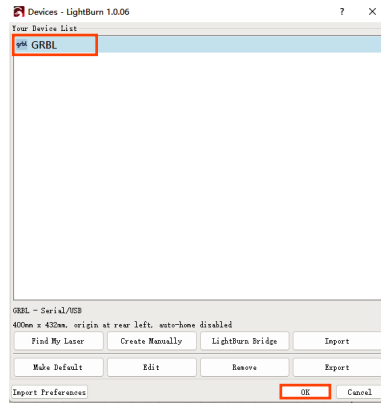 Devices - LightBurn 1.0.06 ? ×
Your Device List
grbl GRBL
GRBL - Serial/USB
400mm x 432mm, origin at rear left, auto-home disabled
Find My Laser Create Manually LightBurn Bridge Import
Make Default Edit Remove Export
Import Preferences OK Cancel